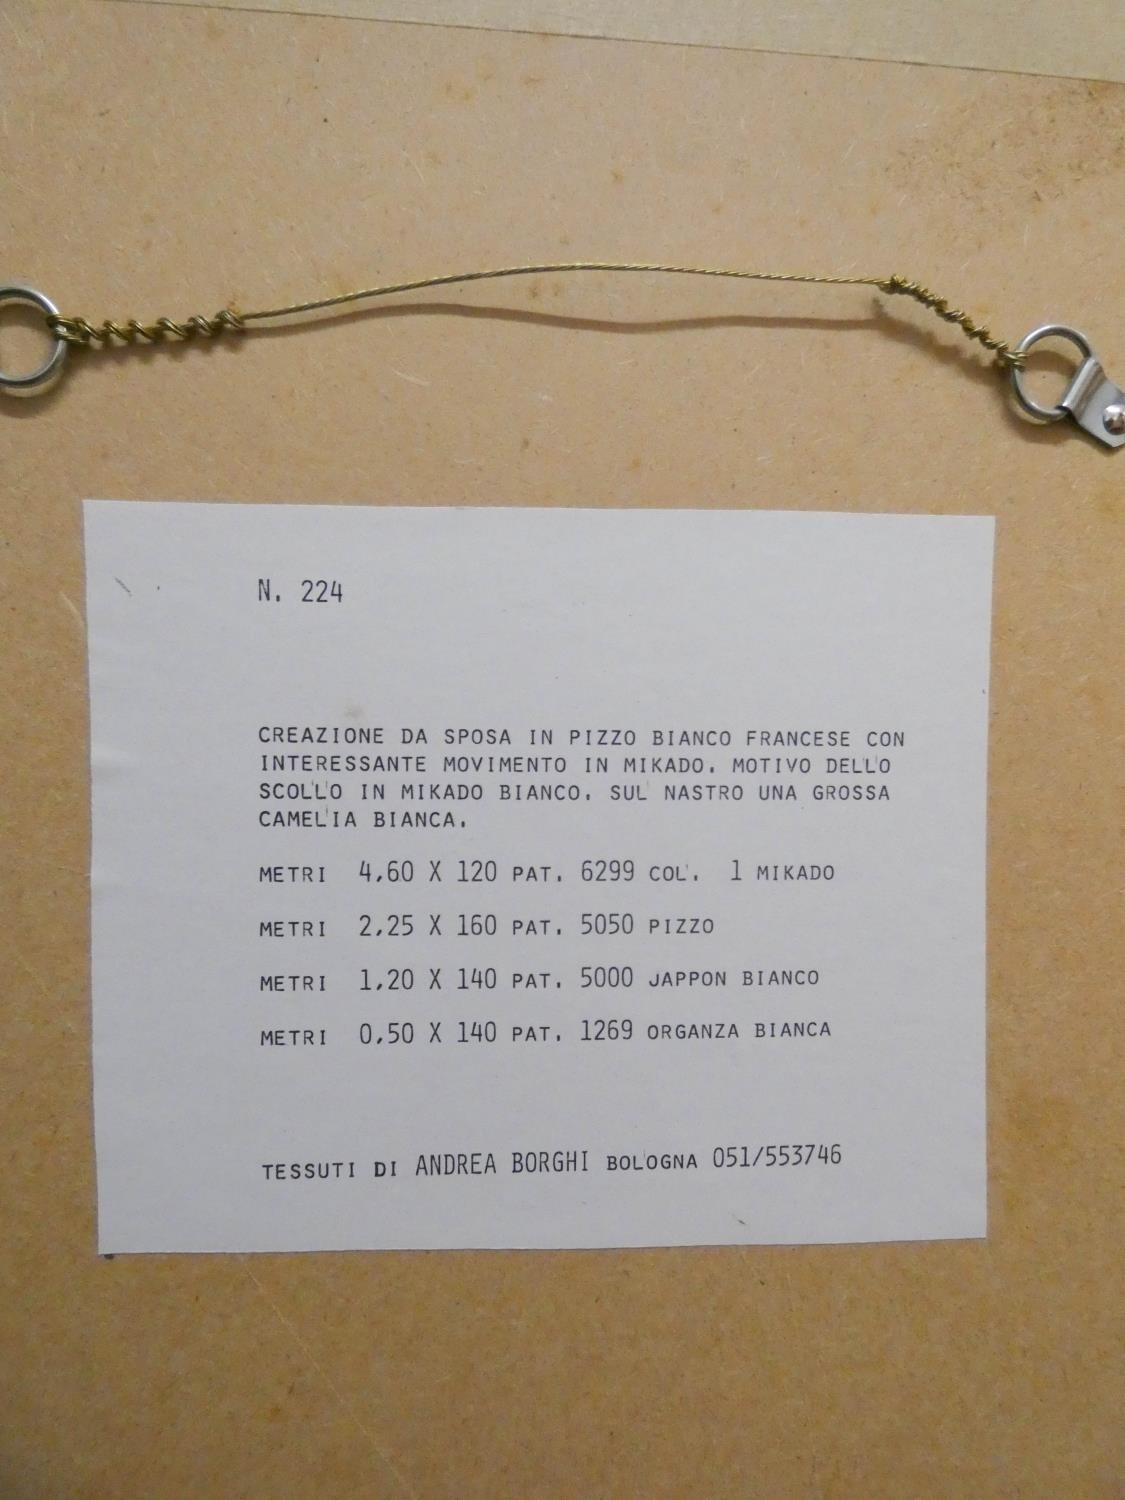 N. 224
CREAZIONE DA SPOSA IN PIZZO BIANCO FRANCESE CON
INTERESSANTE MOVIMENTO IN MIKADO. MOTIVO DELLO
SCOLLO IN MIKADO BIANCO. SUL NASTRO UNA GROSSA
CAMELIA BIANCA.
METRI 4,60 X 120 PAT. 6299 COL. 1 MIKADO
METRI 2,25 X 160 PAT. 5050 PIZZO
METRI 1,20 X 140 PAT. 5000 JAPPON BIANCO
METRI 0,50 X 140 PAT. 1269 ORGANZA BIANCA
TESSUTI DI ANDREA BORGHI BOLOGNA 051/553746